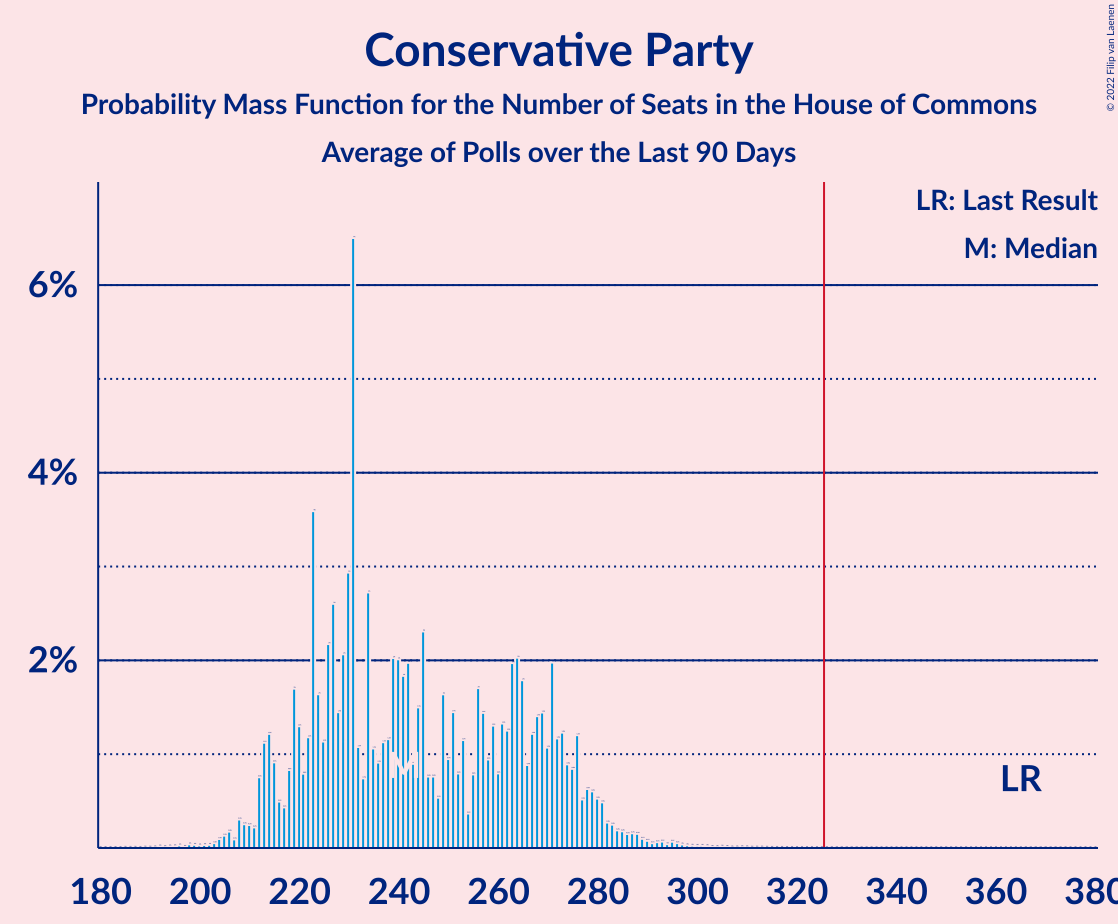 Conservative Party
Probability Mass Function for the Number of Seats in the House of Commons
Average of Polls over the Last 90 Days
© 2022 Filip van Laenen
LR: Last Result
M: Median
6%
4%
2%
M
LR
180 200 220 240 260 280 300 320 340 360 380